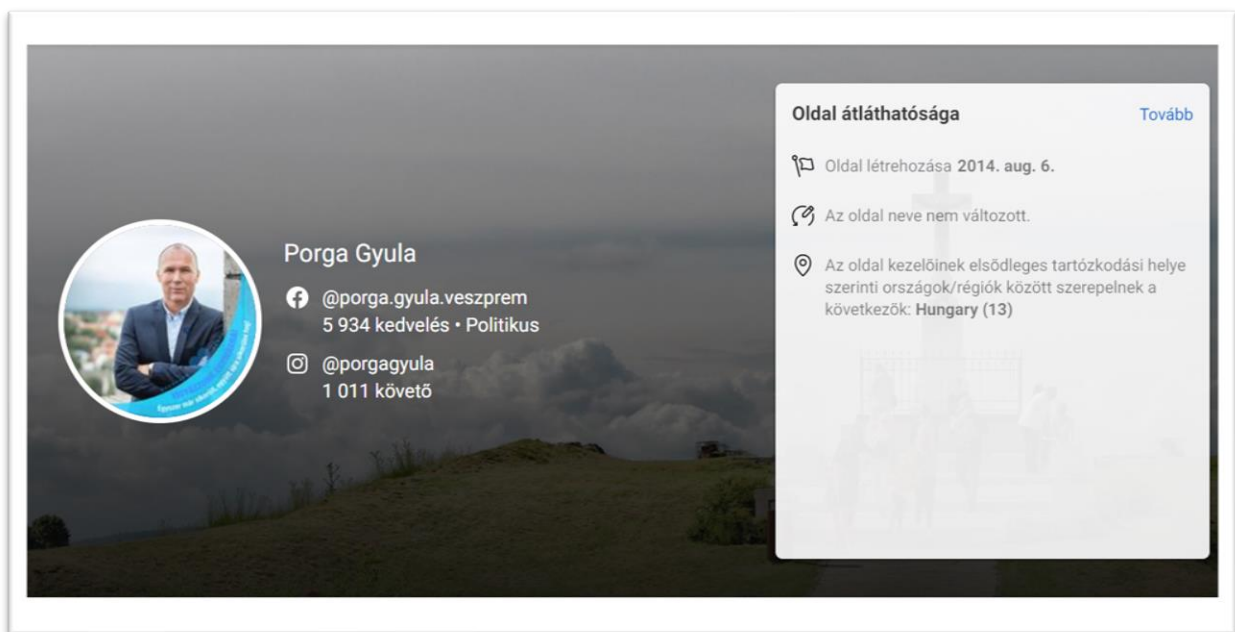 Porga Gyula
@porga.gyula.veszprem
5 934 kedvelés • Politikus
@porgagyula
1 011 követő
Oldal átláthatósága
Tovább
Oldal létrehozása 2014. aug. 6.
Az oldal neve nem változott.
Az oldal kezelőinek elsődleges tartózkodási helye
szerinti országok/régiók között szerepelnek a
következők: Hungary (13)